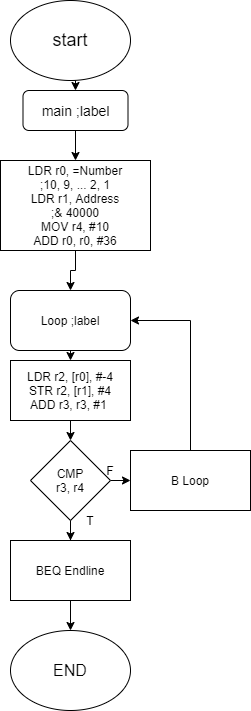 start
main ;label
LDR r0, =Number
;10, 9, ... 2, 1
LDR r1, Address
;& 40000
MOV r4, #10
ADD r0, r0, #36
Loop ;label
LDR r2, [r0], #-4
STR r2, [r1], #4
ADD r3, r3, #1
CMP
r3, r4
F
B Loop
T
BEQ Endline
END